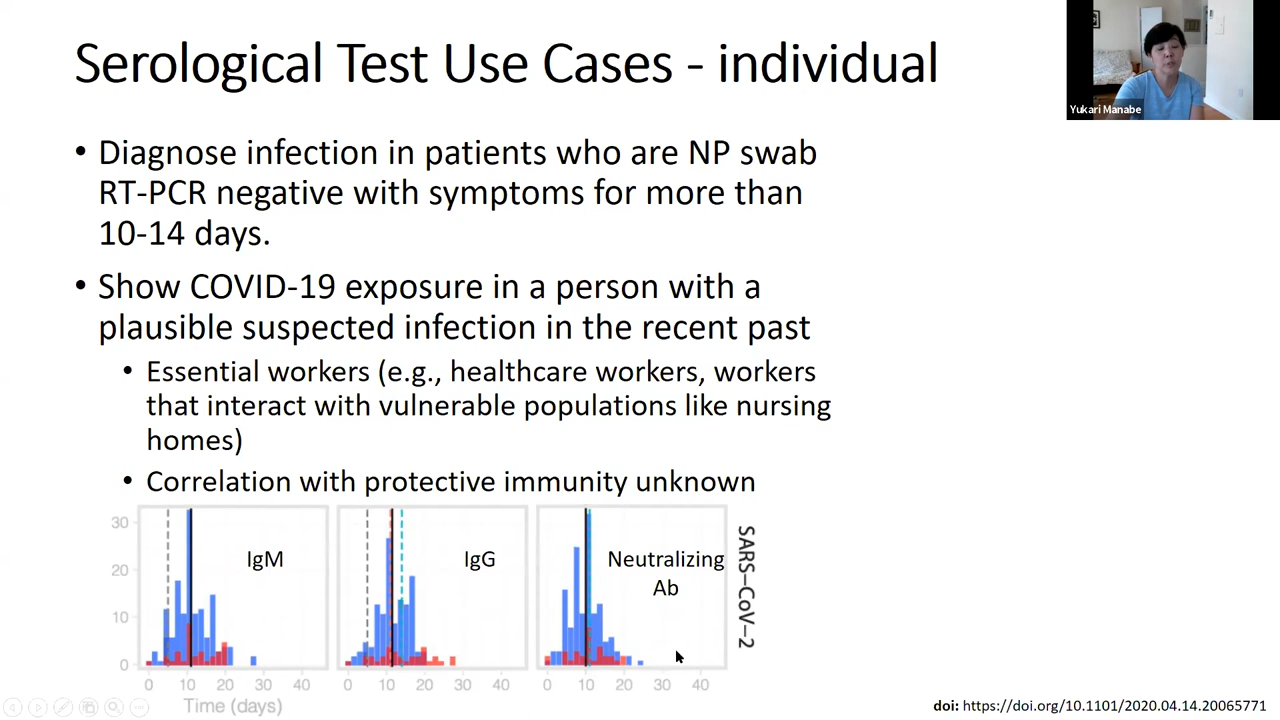 Serological Test Use Cases - individual
Yukari Manabe
• Diagnose infection in patients who are NP swab
RT-PCR negative with symptoms for more than
10-14 days.
• Show COVID-19 exposure in a person with a
plausible suspected infection in the recent past
• Essential workers (e.g., healthcare workers, workers
that interact with vulnerable populations like nursing
homes)
• Correlation with protective immunity unknown
30
20
10
0
IgM
IgG
Neutralizing
Ab
SARS–CoV–2
0 10 20 30 40
0 10 20 30 40
0 10 20 30 40
Time (days)
doi: https://doi.org/10.1101/2020.04.14.20065771